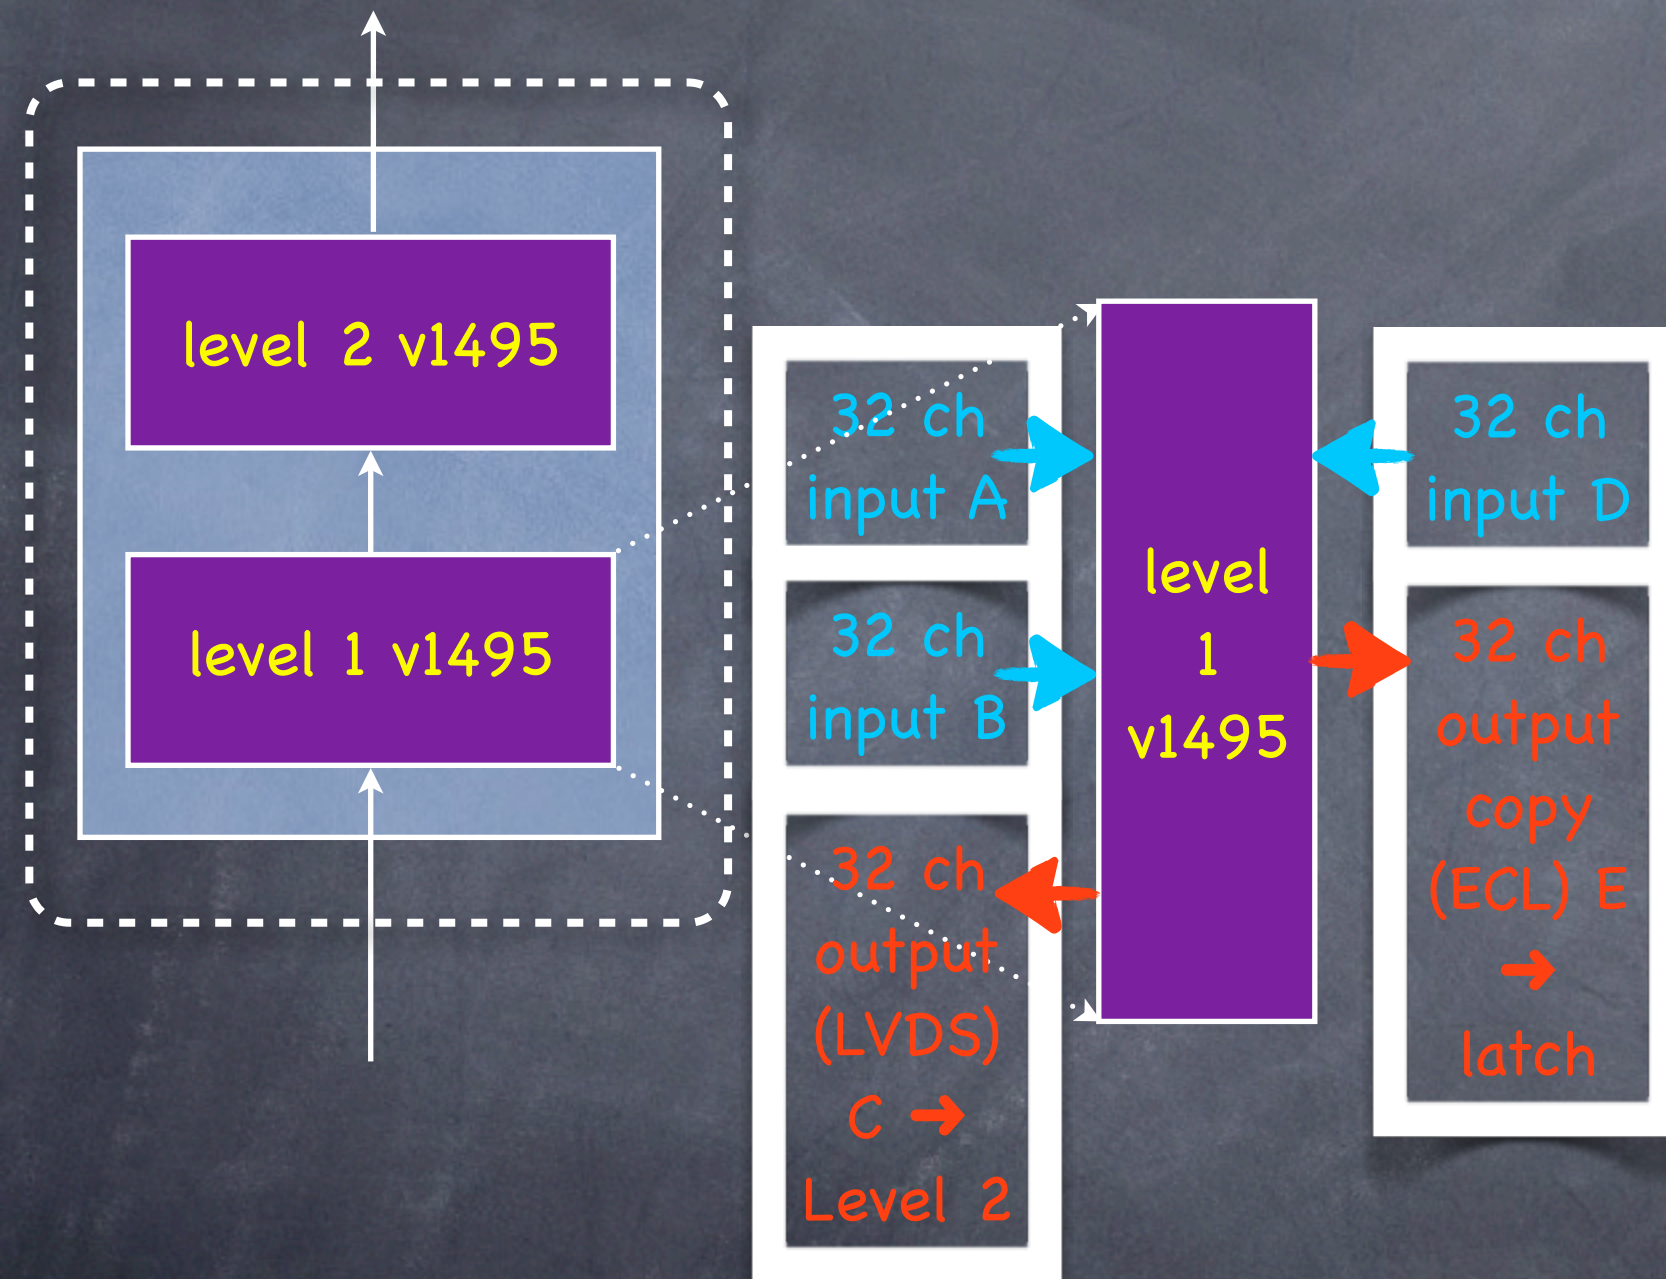 level 2 v1495
level 1 v1495
32 ch
input A
32 ch
input B
32 ch
output
(LVDS)
C ➜
Level 2
level
1
v1495
32 ch
input D
32 ch
output
copy
(ECL) E
➜
latch